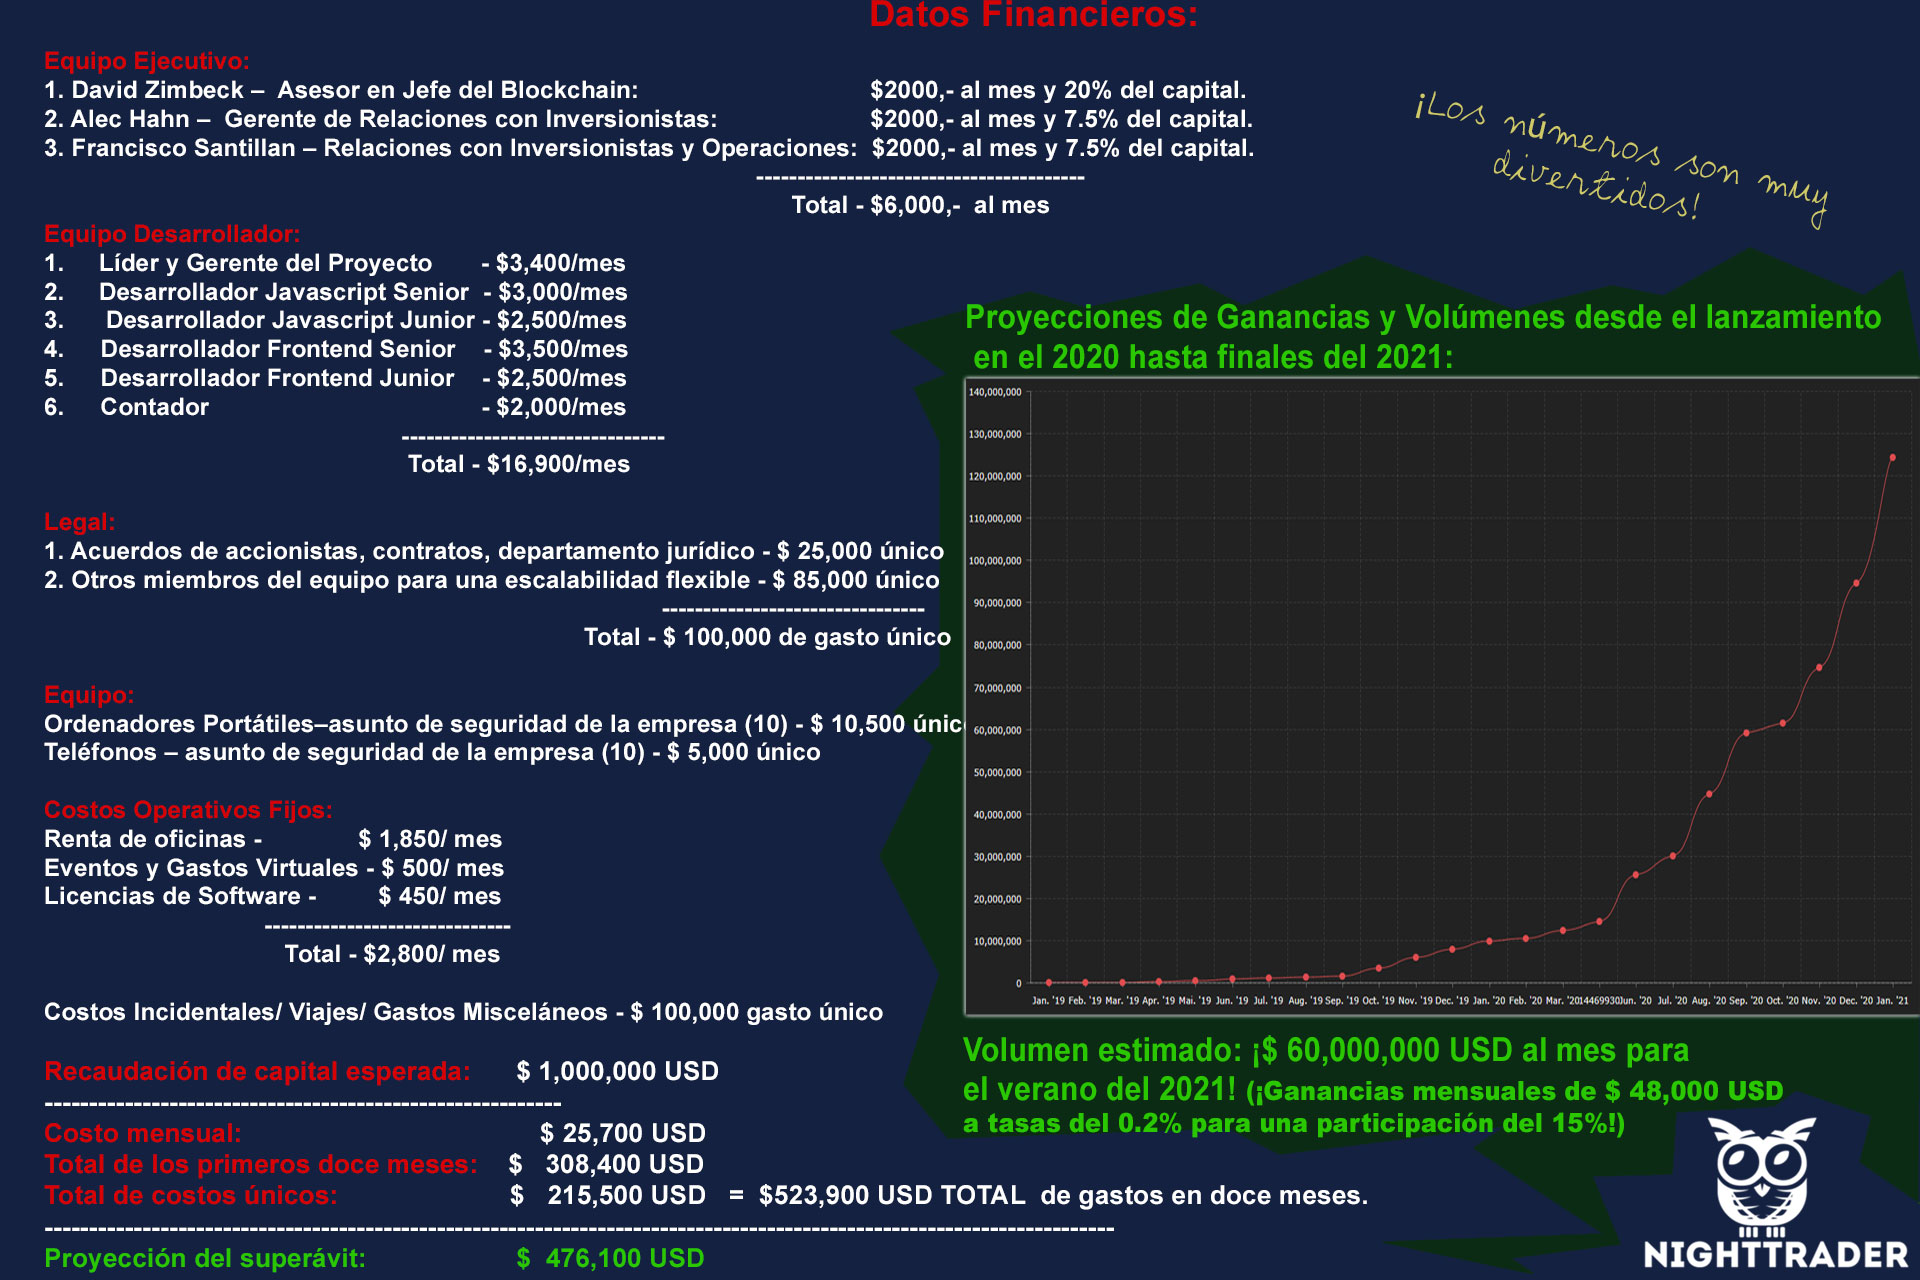 Datos Financieros:
Equipo Ejecutivo:
1. David Zimbeck – Asesor en Jefe del Blockchain: $2000,- al mes y 20% del capital.
2. Alec Hahn – Gerente de Relaciones con Inversionistas: $2000,- al mes y 7.5% del capital.
3. Francisco Santillan – Relaciones con Inversionistas y Operaciones: $2000,- al mes y 7.5% del capital.
----------------------------------------
Total - $6,000,- al mes
¡Los números son muy
divertidos!
Equipo Desarrollador:
1. Líder y Gerente del Proyecto - $3,400/mes
2. Desarrollador Javascript Senior - $3,000/mes
3. Desarrollador Javascript Junior - $2,500/mes
4. Desarrollador Frontend Senior - $3,500/mes
5. Desarrollador Frontend Junior - $2,500/mes
6. Contador - $2,000/mes
--------------------------------
Total - $16,900/mes
Legal:
1. Acuerdos de accionistas, contratos, departamento jurídico - $ 25,000 único
2. Otros miembros del equipo para una escalabilidad flexible - $ 85,000 único
--------------------------------
Total - $ 100,000 de gasto único
Equipo:
Ordenadores Portátiles–asunto de seguridad de la empresa (10) - $ 10,500 únic
Teléfonos – asunto de seguridad de la empresa (10) - $ 5,000 único
Costos Operativos Fijos:
Renta de oficinas - $ 1,850/ mes
Eventos y Gastos Virtuales - $ 500/ mes
Licencias de Software - $ 450/ mes
------------------------------
Total - $2,800/ mes
Costos Incidentales/ Viajes/ Gastos Misceláneos - $ 100,000 gasto único
Recaudación de capital esperada: $ 1,000,000 USD
---------------------------------------------------------
Costo mensual: $ 25,700 USD
Total de los primeros doce meses: $ 308,400 USD
Total de costos únicos: $ 215,500 USD = $523,900 USD TOTAL de gastos en doce meses.
----------------------------------------------------------------------------------------------------------------------
Proyección del superávit: $ 476,100 USD
Proyecciones de Ganancias y Volúmenes desde el lanzamiento
en el 2020 hasta finales del 2021:
140,000,000
130,000,000
120,000,000
110,000,000
100,000,000
90,000,000
80,000,000
70,000,000
60,000,000
50,000,000
40,000,000
30,000,000
20,000,000
10,000,000
0
Jan. '19 Feb. '19 Mar. '19 Apr. '19 Mai. '19 Jun. '19 Jul. '19 Aug. '19 Sep. '19 Oct. '19 Nov. '19 Dec. '19 Jan. '20 Feb. '20 Mar. '20 14469930 Jun. '20 Jul. '20 Aug. '20 Sep. '20 Oct. '20 Nov. '20 Dec. '20 Jan. '21
Volumen estimado: ¡$ 60,000,000 USD al mes para
el verano del 2021! (¡Ganancias mensuales de $ 48,000 USD
a tasas del 0.2% para una participación del 15%!)
NIGHTTRADER